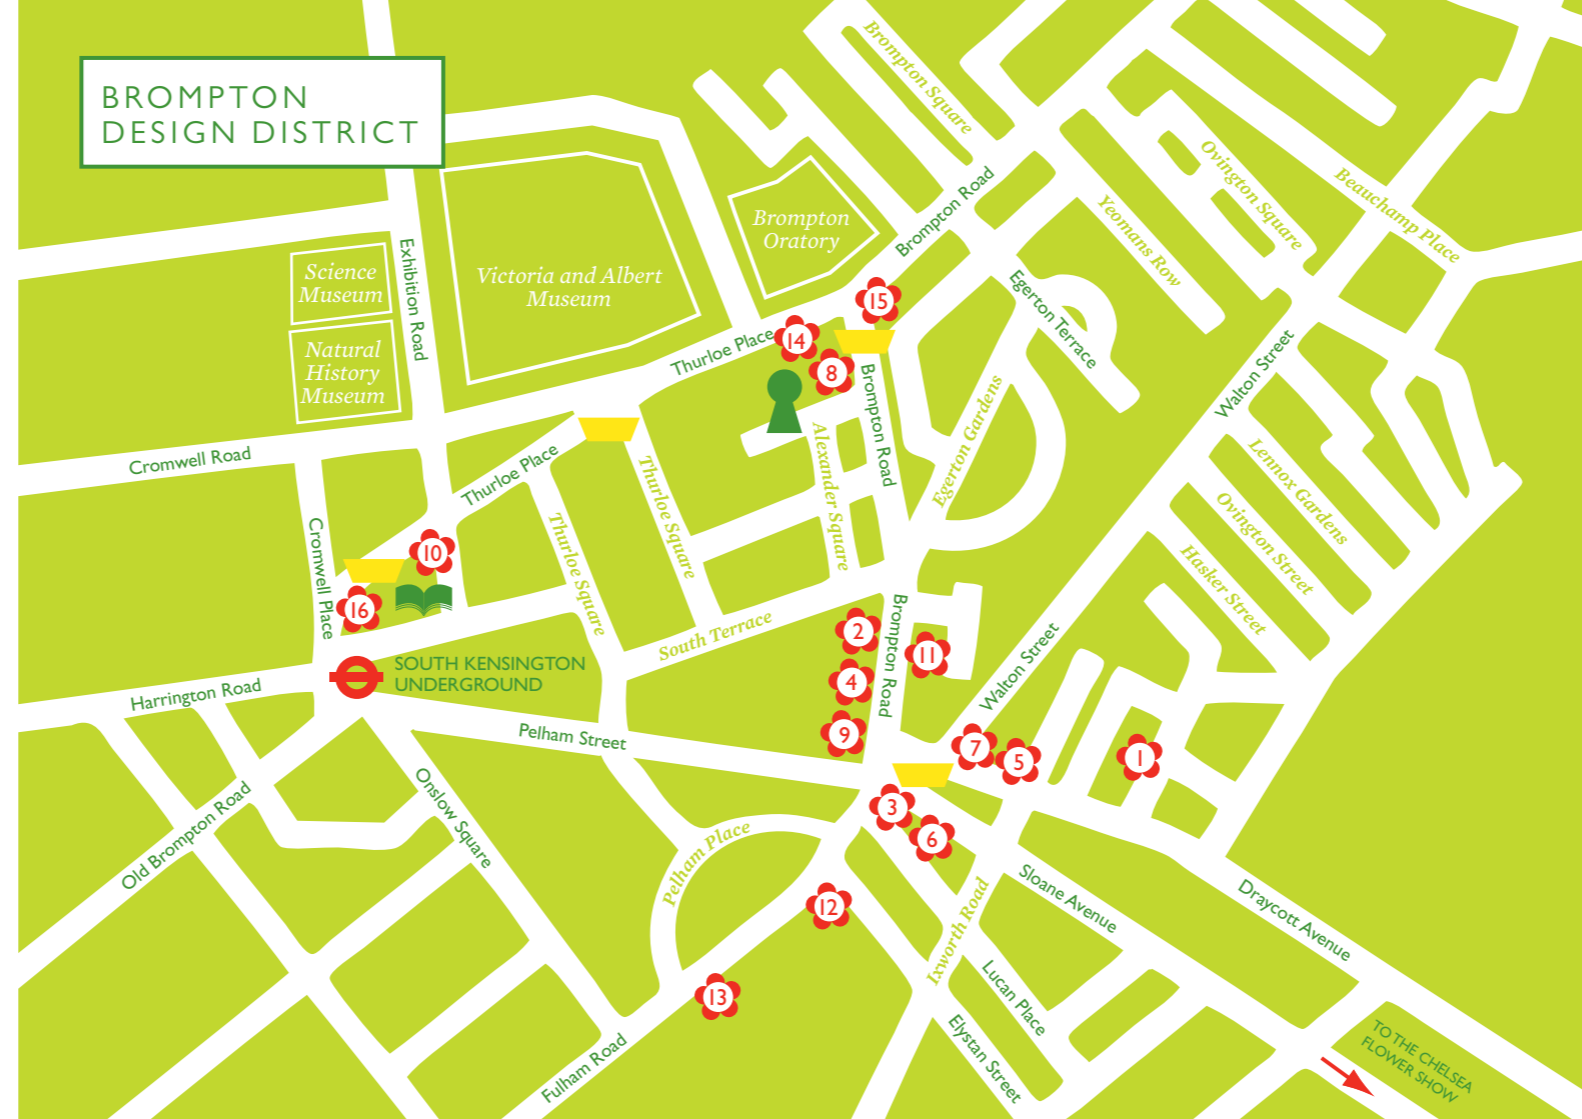 BROMPTON
DESIGN DISTRICT
Brompton Square
Brompton Road
Brompton
Oratory
Ovington Square
Beauchamp Place
Yeomans Row
Exhibition Road
Science
Museum
Victoria and Albert
Museum
Natural
History
Museum
Egerton Terrace
15
14
8
Thurloe Place
Brompton Road
Walton Street
Egerton Gardens
Alexander Square
Cromwell Road
Thurloe Place
Thurloe Square
Thurloe Square
Lennox Gardens
Ovington Street
Hasker Street
Cromwell Place
10
16
South Terrace
Brompton Road
2
11
4
9
Walton Street
SOUTH KENSINGTON
UNDERGROUND
Harrington Road
Pelham Street
7
5
1
3
6
Old Brompton Road
Onslow Square
Pelham Place
12
13
Sloane Avenue
Draycott Avenue
Ixworth Road
Lucan Place
Elystan Street
Fulham Road
TO THE CHELSEA
FLOWER SHOW